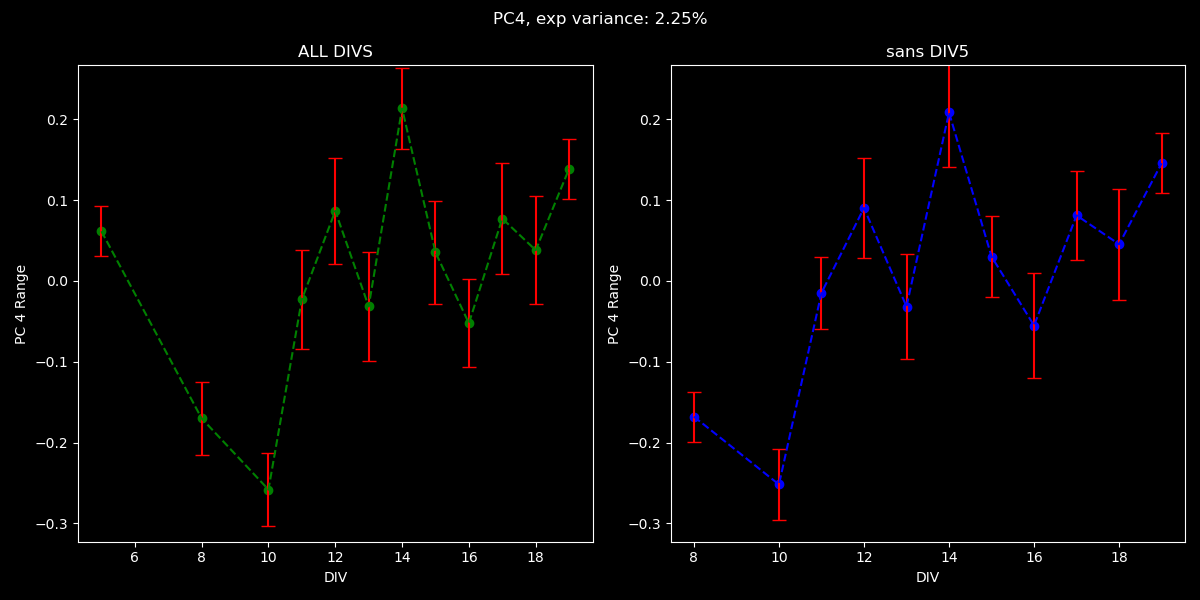 PC4, exp variance: 2.25%
ALL DIVS
PC 4 Range
0.2
0.1
0.0
−0.1
−0.2
−0.3
6 8 10 12 14 16 18
DIV
sans DIV5
PC 4 Range
0.2
0.1
0.0
−0.1
−0.2
−0.3
8 10 12 14 16 18
DIV